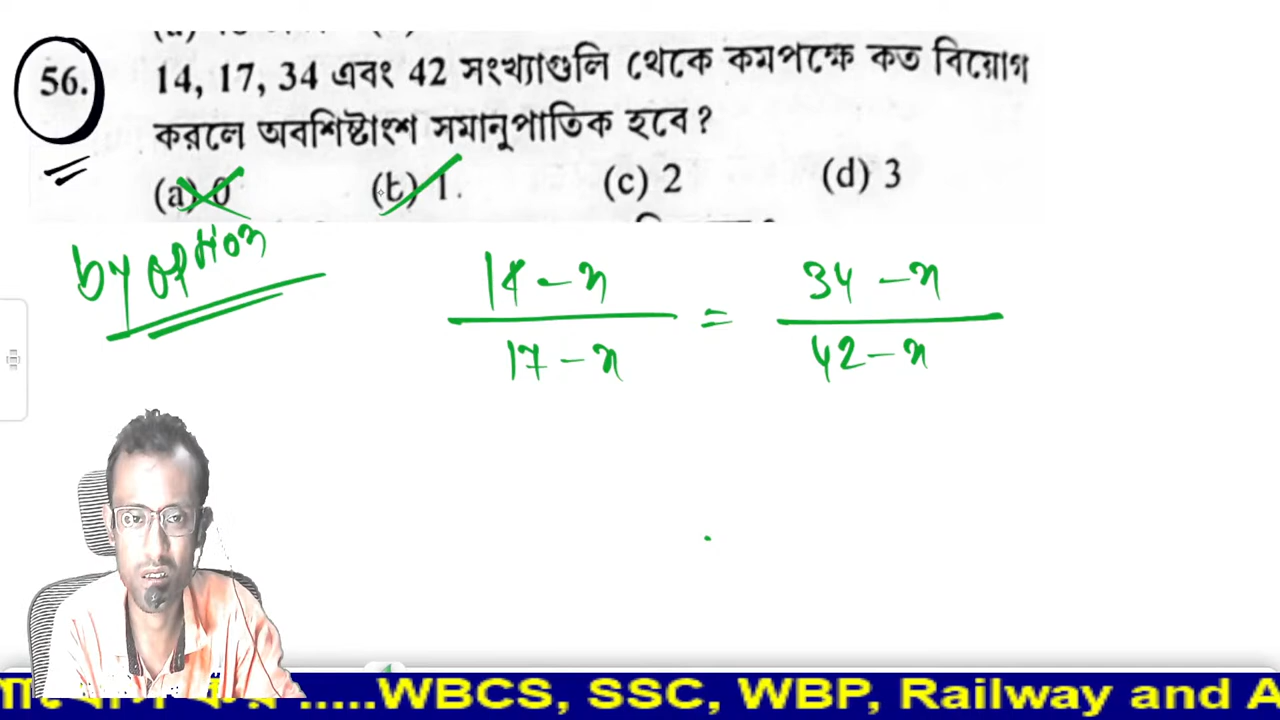 56. 14, 17, 34 এবং 42 সংখ্যাগুলি থেকে কমপক্ষে কত বিয়োগ
করলে অবশিষ্টাংশ সমানুপাতিক হবে?
(a) 0 (b) 1. (c) 2 (d) 3
by option
14 – x / 17 – x = 34 – x / 42 – x
.....WBCS, SSC, WBP, Railway and A